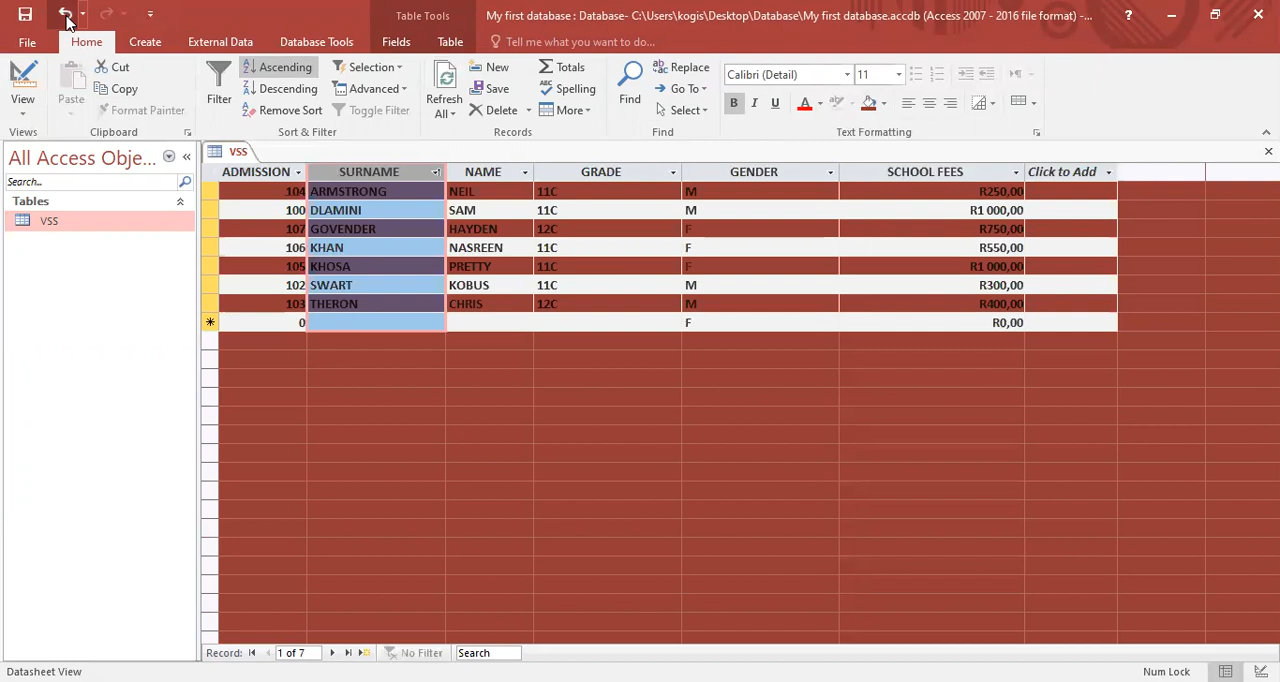 Table Tools
My first database : Database- C:\Users\kogis\Desktop\Database\My first database.accdb (Access 2007 - 2016 file format) -...
?
File Home Create External Data Database Tools Fields Table Tell me what you want to do...
View
Views
Paste
Cut
Copy
Format Painter
Clipboard
Filter
Ascending
Descending
Remove Sort
Selection
Advanced
Toggle Filter
Sort & Filter
Refresh
All
New
Save
Delete
Totals
Spelling
More
Records
Find
Replace
Go To
Select
Find
Calibri (Detail) 11
B I U A
Text Formatting
All Access Obje...
Search...
Tables
VSS
VSS
ADMISSION SURNAME NAME GRADE GENDER SCHOOL FEES Click to Add
104 ARMSTRONG NEIL 11C M R250,00
100 DLAMINI SAM 11C M R1 000,00
107 GOVENDER HAYDEN 12C F R750,00
106 KHAN NASREEN 11C F R550,00
105 KHOSA PRETTY 11C F R1 000,00
102 SWART KOBUS 11C M R300,00
103 THERON CHRIS 12C M R400,00
0 F R0,00
Record: 1 of 7 No Filter Search
Datasheet View Num Lock